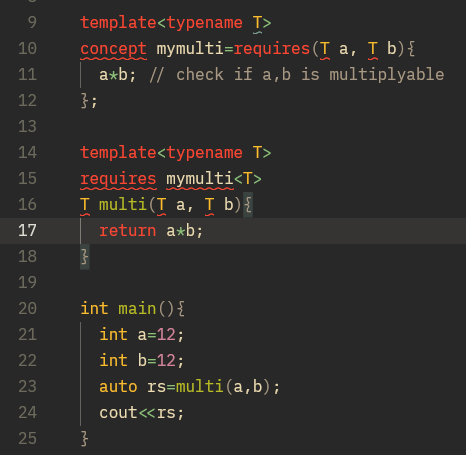 9 template<typename T>
10 concept mymulti=requires(T a, T b){
11 a*b; // check if a,b is multiplyable
12 };
13
14 template<typename T>
15 requires mymulti<T>
16 T multi(T a, T b){
17 return a*b;
18 }
19
20 int main(){
21 int a=12;
22 int b=12;
23 auto rs=multi(a,b);
24 cout<<rs;
25 }